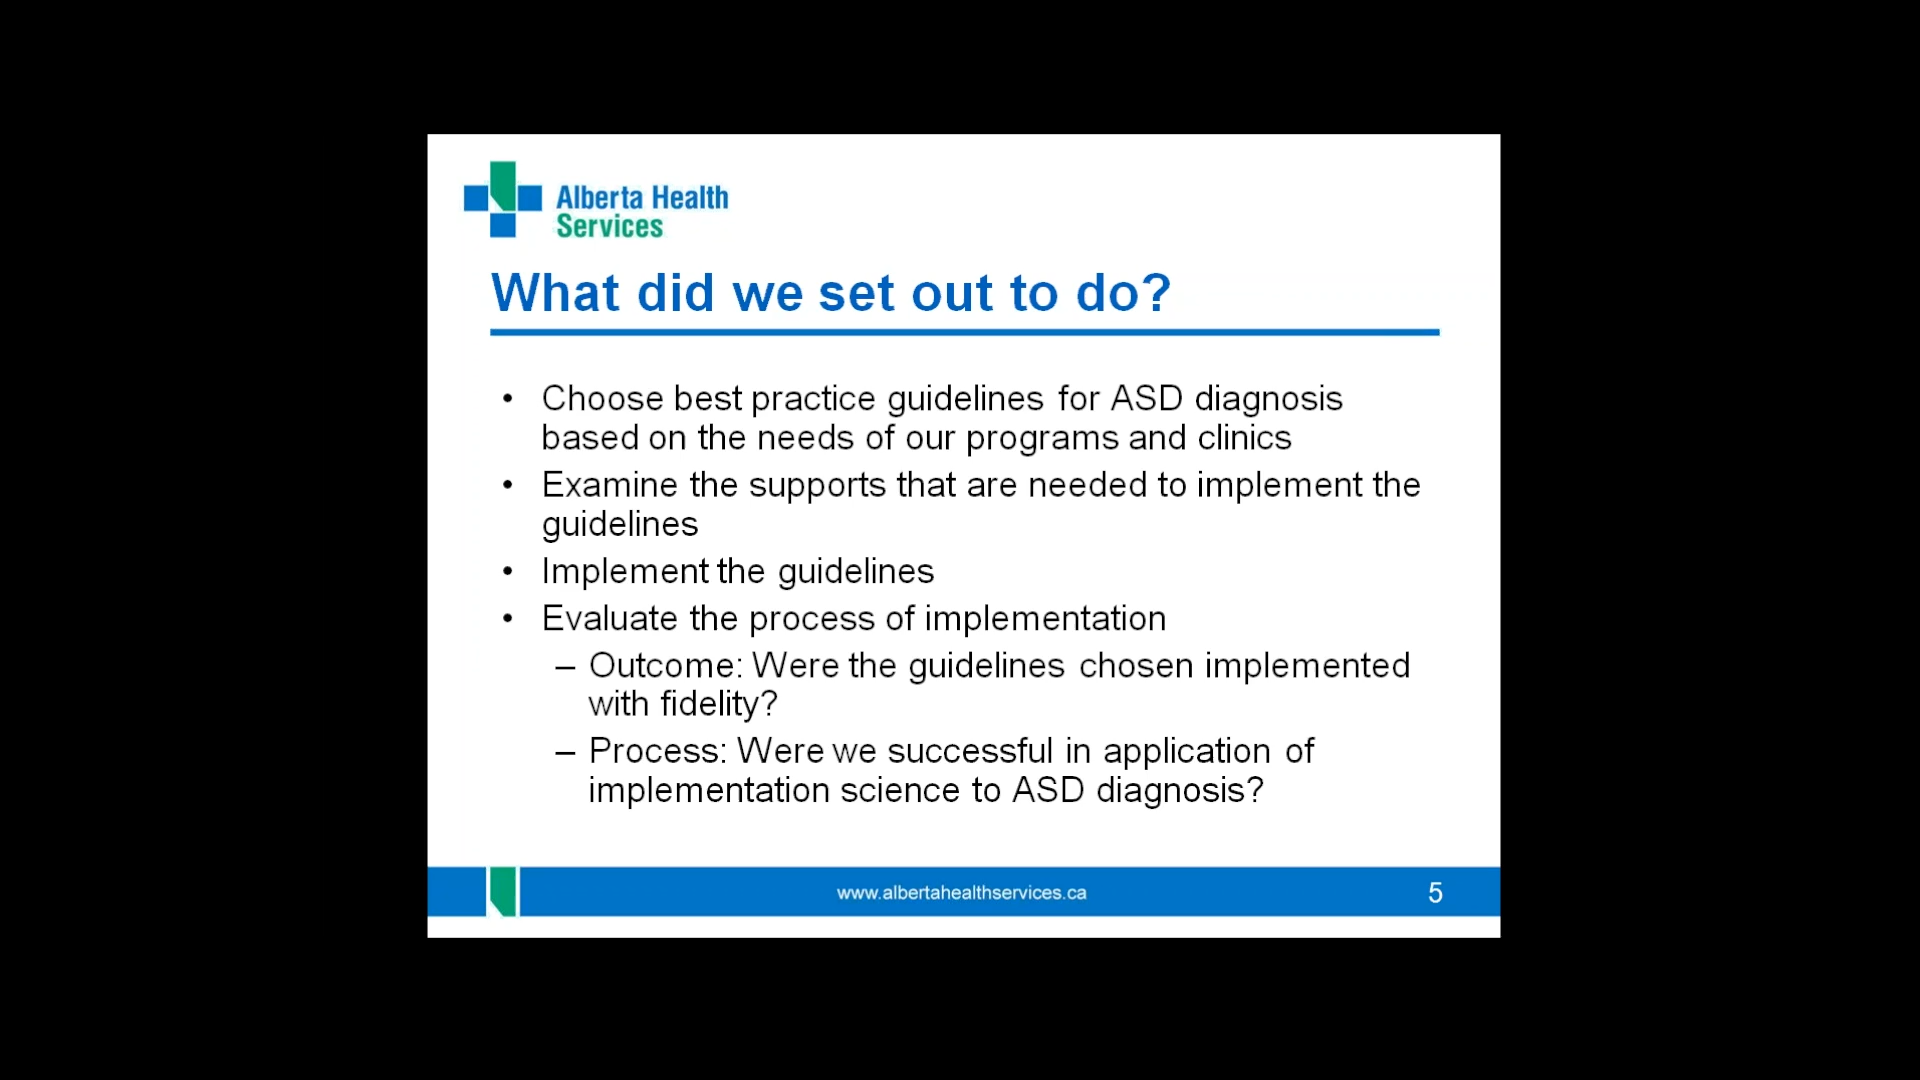 Alberta Health
Services
What did we set out to do?
• Choose best practice guidelines for ASD diagnosis
based on the needs of our programs and clinics
• Examine the supports that are needed to implement the
guidelines
• Implement the guidelines
• Evaluate the process of implementation
– Outcome: Were the guidelines chosen implemented
with fidelity?
– Process: Were we successful in application of
implementation science to ASD diagnosis?
www.albertahealthservices.ca
5